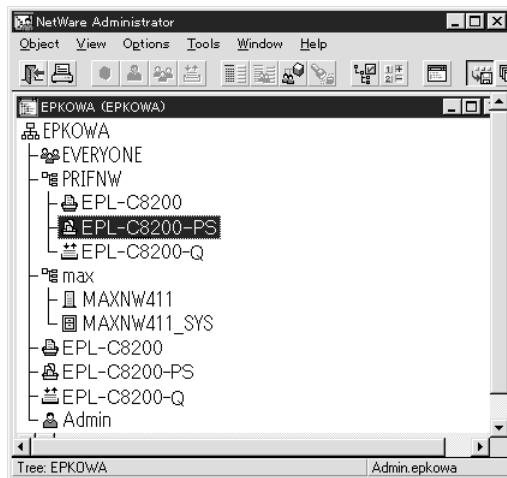 NetWare Administrator
Object View Options Tools Window Help
EPKOWA (EPKOWA)
EPKOWA
EVERYONE
PRIFNW
EPL-C8200
EPL-C8200-PS
EPL-C8200-Q
max
MAXNW411
MAXNW411_SYS
EPL-C8200
EPL-C8200-PS
EPL-C8200-Q
Admin
Tree: EPKOWA Admin.epkowa